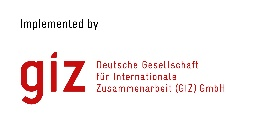 Implemented by
giz Deutsche Gesellschaft
für Internationale
Zusammenarbeit (GIZ) GmbH